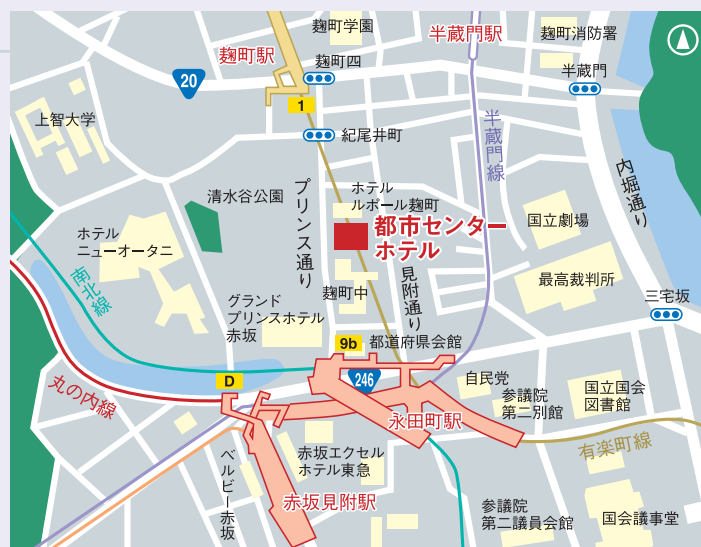 麹町学園
半蔵門駅
麹町消防署
麹町駅
麹町四
半蔵門
20
1
上智大学
紀尾井町
半蔵門線
内堀通り
清水谷公園
プリンス通り
ホテル
ルポール麹町
都市センター
ホテル
国立劇場
ホテル
ニューオータニ
南北線
見附通り
最高裁判所
麹町中
三宅坂
グランド
プリンスホテル
赤坂
9b
都道府県会館
D
246
自民党
丸の内線
参議院
第二別館
国立国会
図書館
永田町駅
有楽町線
ベルビー赤坂
赤坂エクセル
ホテル東急
赤坂見附駅
参議院
第二議員会館
国会議事堂